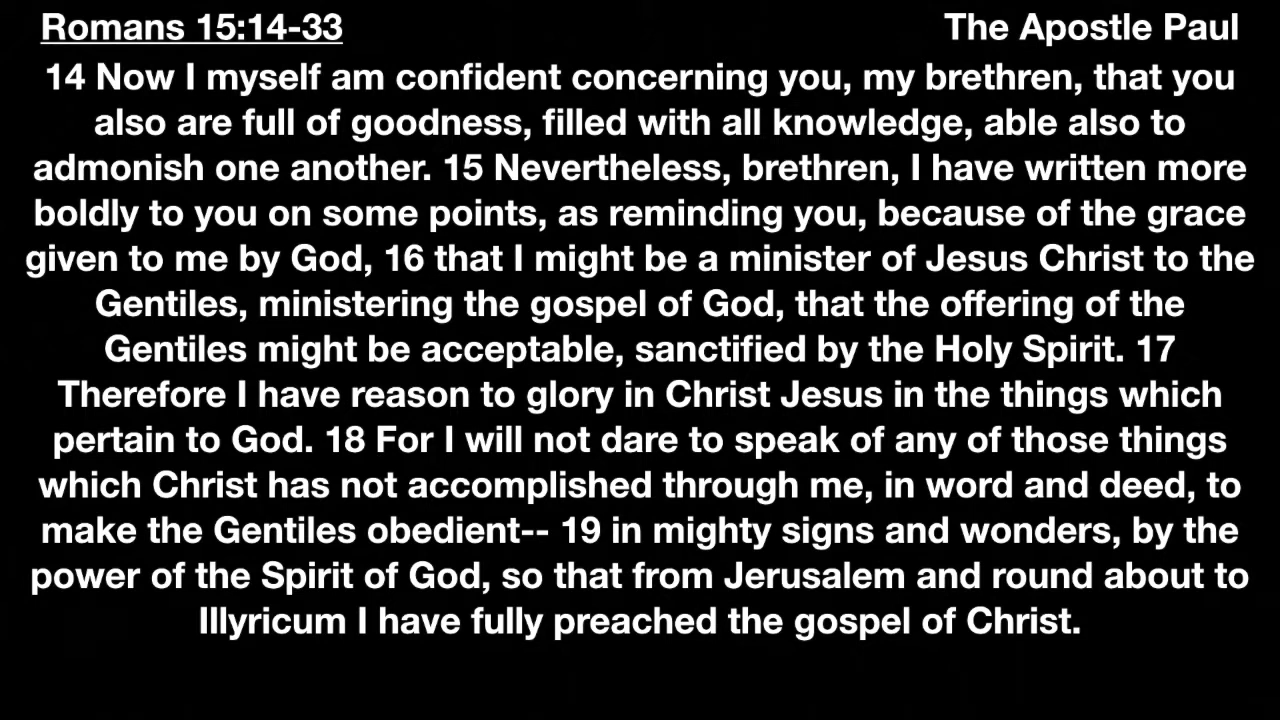 Romans 15:14-33 The Apostle Paul
14 Now I myself am confident concerning you, my brethren, that you
also are full of goodness, filled with all knowledge, able also to
admonish one another. 15 Nevertheless, brethren, I have written more
boldly to you on some points, as reminding you, because of the grace
given to me by God, 16 that I might be a minister of Jesus Christ to the
Gentiles, ministering the gospel of God, that the offering of the
Gentiles might be acceptable, sanctified by the Holy Spirit. 17
Therefore I have reason to glory in Christ Jesus in the things which
pertain to God. 18 For I will not dare to speak of any of those things
which Christ has not accomplished through me, in word and deed, to
make the Gentiles obedient-- 19 in mighty signs and wonders, by the
power of the Spirit of God, so that from Jerusalem and round about to
Illyricum I have fully preached the gospel of Christ.